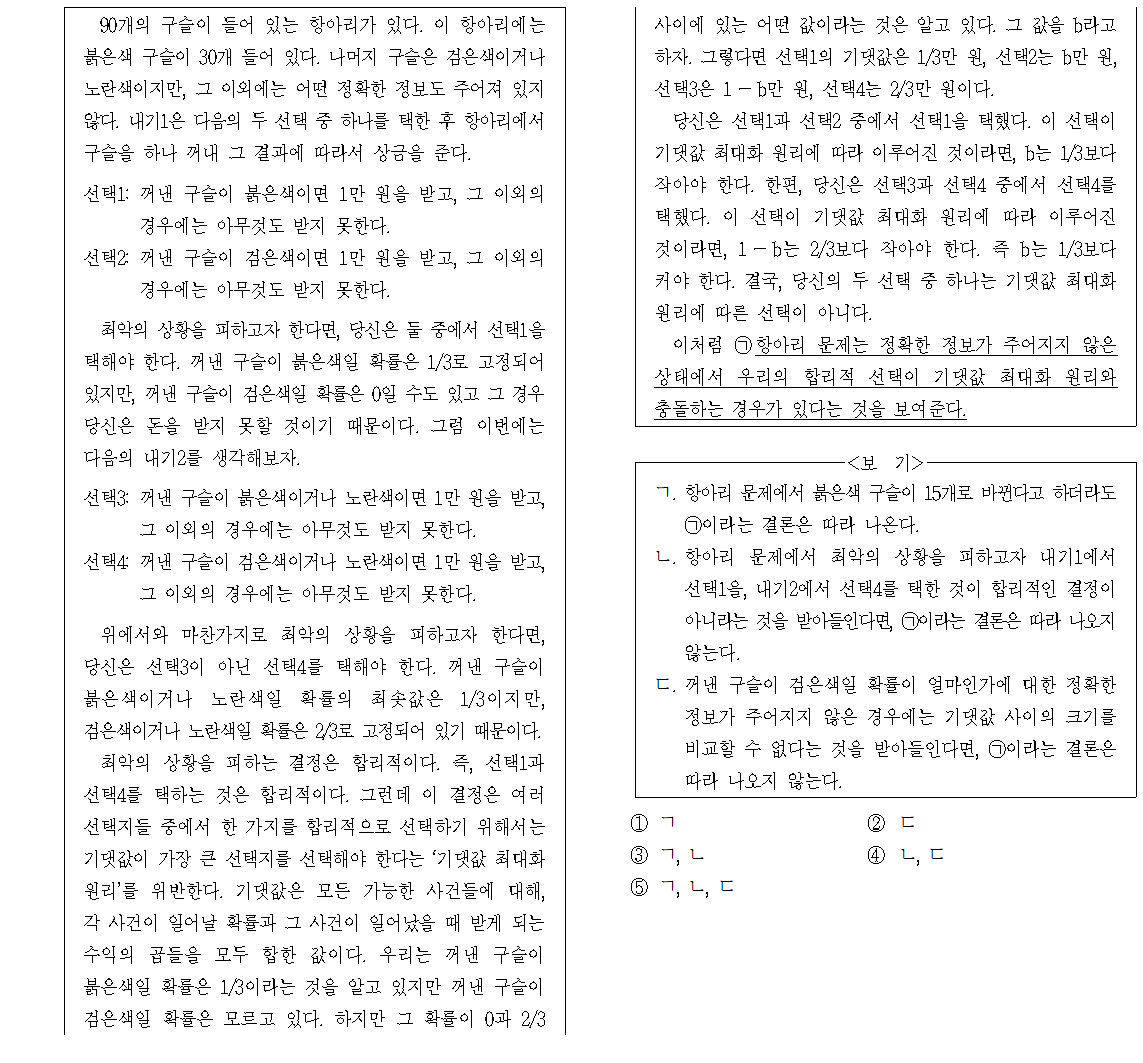 90개의 구슬이 들어 있는 항아리가 있다. 이 항아리에는
붉은색 구슬이 30개 들어 있다. 나머지 구슬은 검은색이거나
노란색이지만, 그 이외에는 어떤 정확한 정보도 주어져 있지
않다. 내기1은 다음의 두 선택 중 하나를 택한 후 항아리에서
구슬을 하나 꺼내 그 결과에 따라서 상금을 준다.
선택1: 꺼낸 구슬이 붉은색이면 1만 원을 받고, 그 이외의
경우에는 아무것도 받지 못한다.
선택2: 꺼낸 구슬이 검은색이면 1만 원을 받고, 그 이외의
경우에는 아무것도 받지 못한다.
최악의 상황을 피하고자 한다면, 당신은 둘 중에서 선택1을
택해야 한다. 꺼낸 구슬이 붉은색일 확률은 1/3로 고정되어
있지만, 꺼낸 구슬이 검은색일 확률은 0일 수도 있고 그 경우
당신은 돈을 받지 못할 것이기 때문이다. 그럼 이번에는
다음의 내기2를 생각해보자.
선택3: 꺼낸 구슬이 붉은색이거나 노란색이면 1만 원을 받고,
그 이외의 경우에는 아무것도 받지 못한다.
선택4: 꺼낸 구슬이 검은색이거나 노란색이면 1만 원을 받고,
그 이외의 경우에는 아무것도 받지 못한다.
위에서와 마찬가지로 최악의 상황을 피하고자 한다면,
당신은 선택3이 아닌 선택4를 택해야 한다. 꺼낸 구슬이
붉은색이거나 노란색일 확률의 최솟값은 1/3이지만,
검은색이거나 노란색일 확률은 2/3로 고정되어 있기 때문이다.
최악의 상황을 피하는 결정은 합리적이다. 즉, 선택1과
선택4를 택하는 것은 합리적이다. 그런데 이 결정은 여러
선택지들 중에서 한 가지를 합리적으로 선택하기 위해서는
기댓값이 가장 큰 선택지를 선택해야 한다는 ‘기댓값 최대화
원리’를 위반한다. 기댓값은 모든 가능한 사건들에 대해,
각 사건이 일어날 확률과 그 사건이 일어났을 때 받게 되는
수익의 곱들을 모두 합한 값이다. 우리는 꺼낸 구슬이
붉은색일 확률은 1/3이라는 것을 알고 있지만 꺼낸 구슬이
검은색일 확률은 모르고 있다. 하지만 그 확률이 0과 2/3
사이에 있는 어떤 값이라는 것은 알고 있다. 그 값을 b라고
하자. 그렇다면 선택1의 기댓값은 1/3만 원, 선택2는 b만 원,
선택3은 1 - b만 원, 선택4는 2/3만 원이다.
당신은 선택1과 선택2 중에서 선택1을 택했다. 이 선택이
기댓값 최대화 원리에 따라 이루어진 것이라면, b는 1/3보다
작아야 한다. 한편, 당신은 선택3과 선택4 중에서 선택4를
택했다. 이 선택이 기댓값 최대화 원리에 따라 이루어진
것이라면, 1 - b는 2/3보다 작아야 한다. 즉 b는 1/3보다
커야 한다. 결국, 당신의 두 선택 중 하나는 기댓값 최대화
원리에 따른 선택이 아니다.
이처럼 ㉠항아리 문제는 정확한 정보가 주어지지 않은
상태에서 우리의 합리적 선택이 기댓값 최대화 원리와
충돌하는 경우가 있다는 것을 보여준다.
<보 기>
ㄱ. 항아리 문제에서 붉은색 구슬이 15개로 바뀐다고 하더라도
㉠이라는 결론은 따라 나온다.
ㄴ. 항아리 문제에서 최악의 상황을 피하고자 내기1에서
선택1을, 내기2에서 선택4를 택한 것이 합리적인 결정이
아니라는 것을 받아들인다면, ㉠이라는 결론은 따라 나오지
않는다.
ㄷ. 꺼낸 구슬이 검은색일 확률이 얼마인가에 대한 정확한
정보가 주어지지 않은 경우에는 기댓값 사이의 크기를
비교할 수 없다는 것을 받아들인다면, ㉠이라는 결론은
따라 나오지 않는다.
① ㄱ ② ㄷ
③ ㄱ, ㄴ ④ ㄴ, ㄷ
⑤ ㄱ, ㄴ, ㄷ